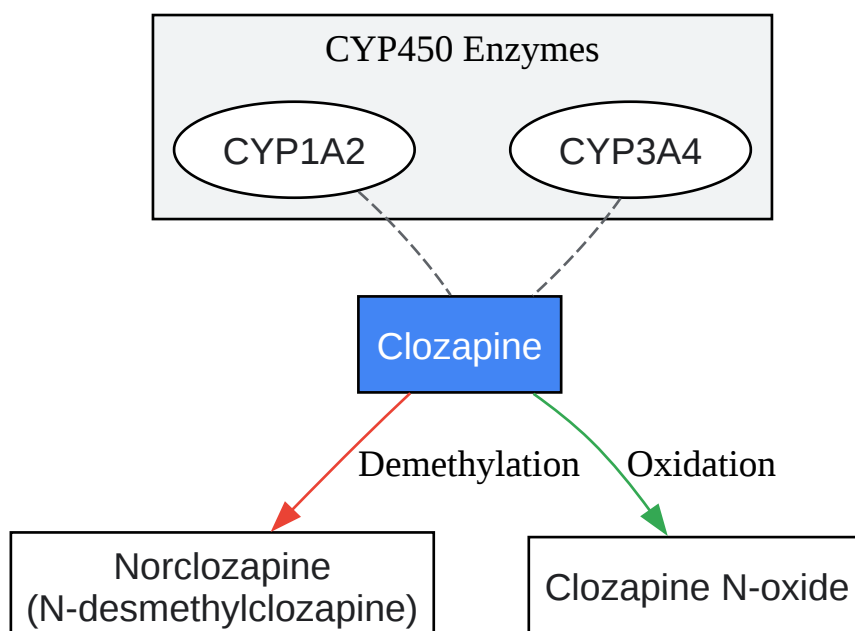 CYP450 Enzymes
CYP1A2
CYP3A4
Clozapine
Demethylation
Oxidation
Norclozapine
(N-desmethylclozapine)
Clozapine N-oxide